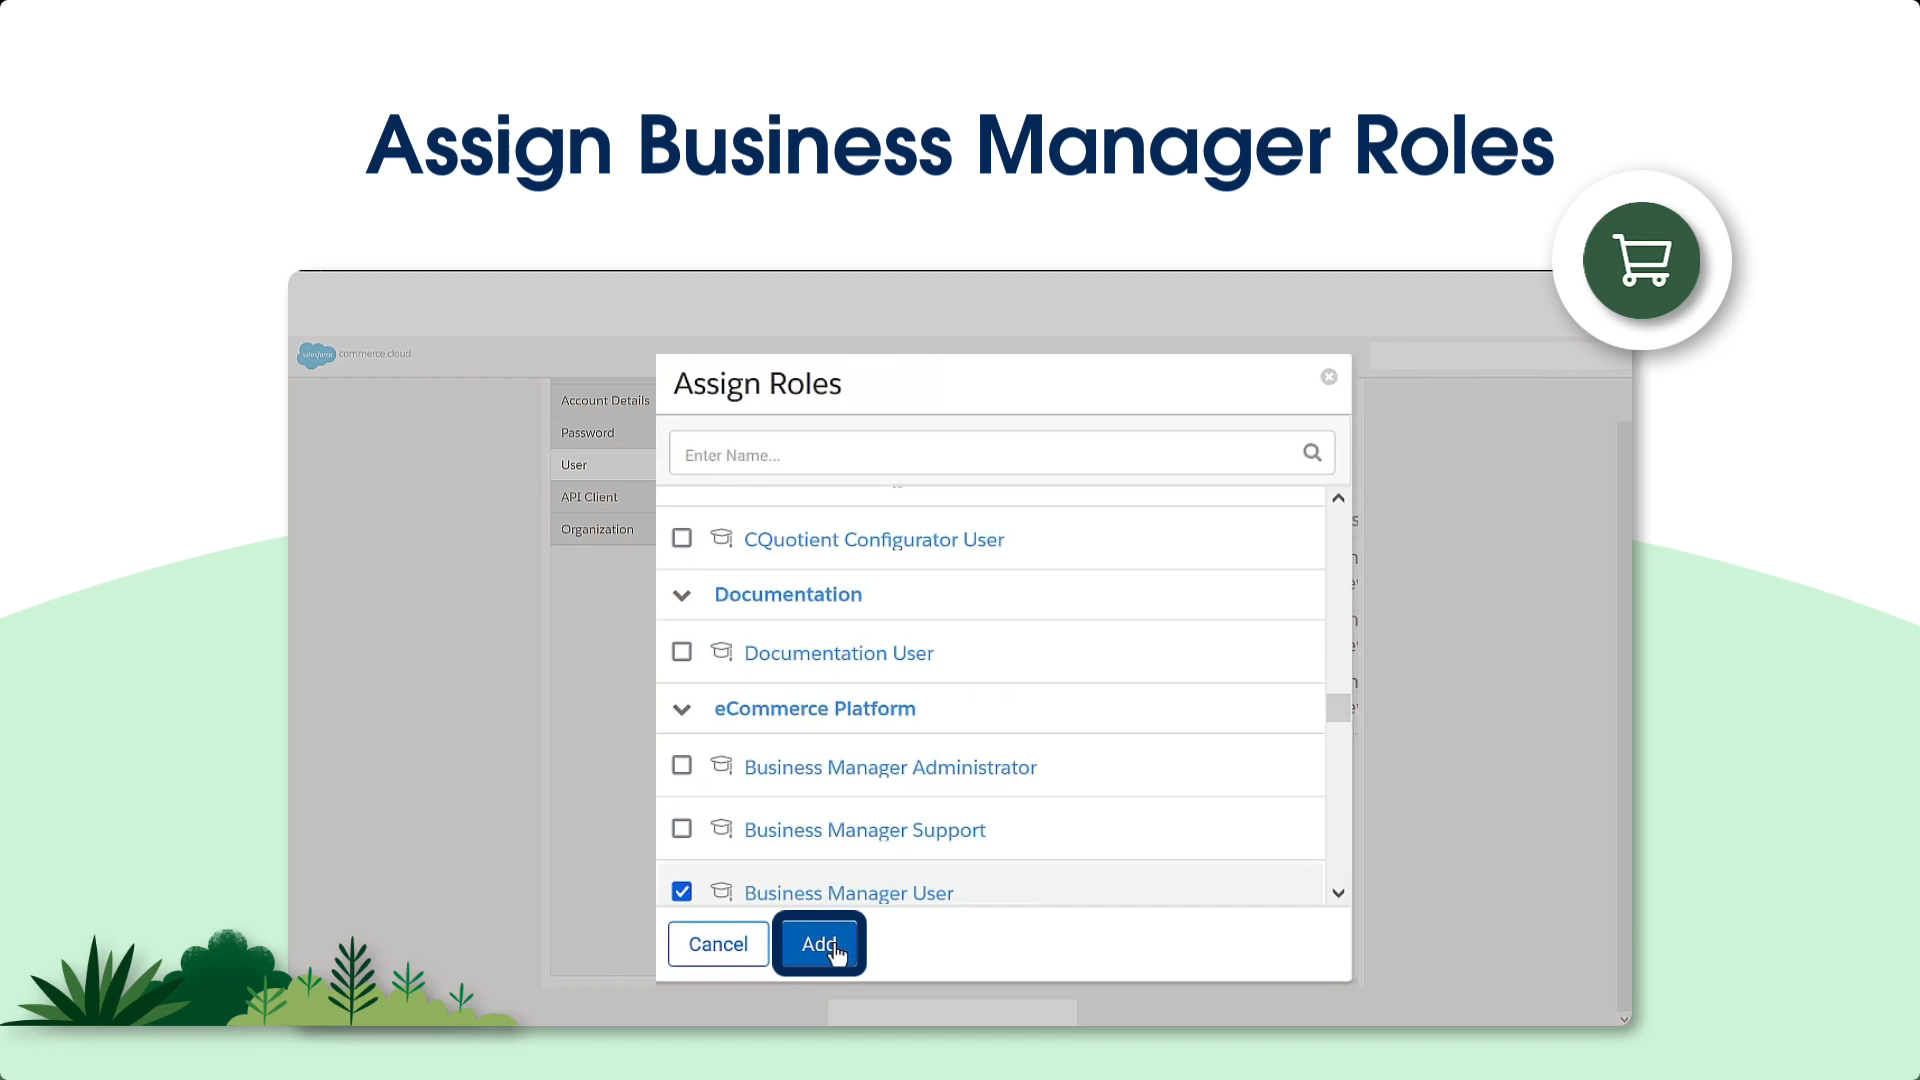 Assign Business Manager Roles
salesforce commerce cloud
Account Details
Password
User
API Client
Organization
Assign Roles
Enter Name...
CQuotient Configurator User
Documentation
Documentation User
eCommerce Platform
Business Manager Administrator
Business Manager Support
Business Manager User
Cancel
Add